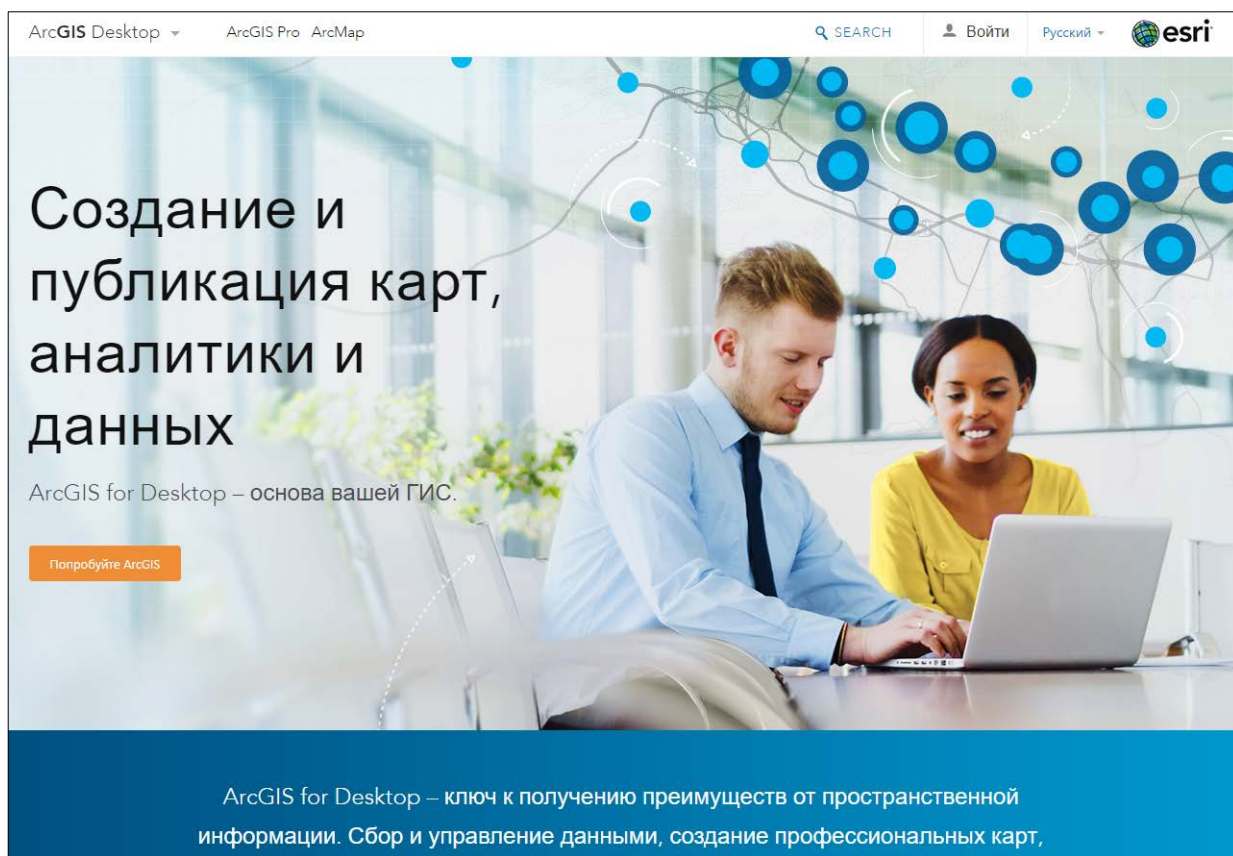 ArcGIS Desktop ArcGIS Pro ArcMap SEARCH Войти Русский esri
Создание и
публикация карт,
аналитики и
данных
ArcGIS for Desktop – основа вашей ГИС.
Попробуйте ArcGIS
ArcGIS for Desktop – ключ к получению преимуществ от пространственной
информации. Сбор и управление данными, создание профессиональных карт,